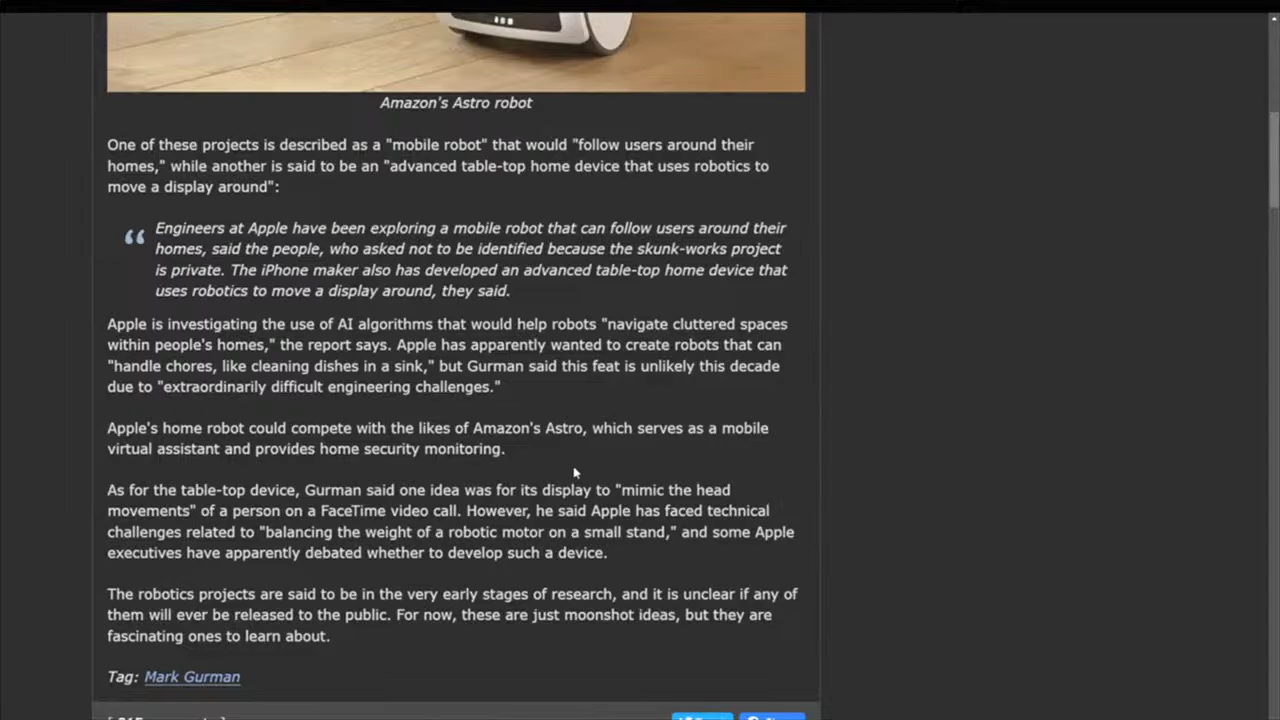 Amazon's Astro robot
One of these projects is described as a "mobile robot" that would "follow users around their
homes," while another is said to be an "advanced table-top home device that uses robotics to
move a display around":
“ Engineers at Apple have been exploring a mobile robot that can follow users around their
homes, said the people, who asked not to be identified because the skunk-works project
is private. The iPhone maker also has developed an advanced table-top home device that
uses robotics to move a display around, they said.
Apple is investigating the use of AI algorithms that would help robots "navigate cluttered spaces
within people's homes," the report says. Apple has apparently wanted to create robots that can
"handle chores, like cleaning dishes in a sink," but Gurman said this feat is unlikely this decade
due to "extraordinarily difficult engineering challenges."
Apple's home robot could compete with the likes of Amazon's Astro, which serves as a mobile
virtual assistant and provides home security monitoring.
As for the table-top device, Gurman said one idea was for its display to "mimic the head
movements" of a person on a FaceTime video call. However, he said Apple has faced technical
challenges related to "balancing the weight of a robotic motor on a small stand," and some Apple
executives have apparently debated whether to develop such a device.
The robotics projects are said to be in the very early stages of research, and it is unclear if any of
them will ever be released to the public. For now, these are just moonshot ideas, but they are
fascinating ones to learn about.
Tag: Mark Gurman